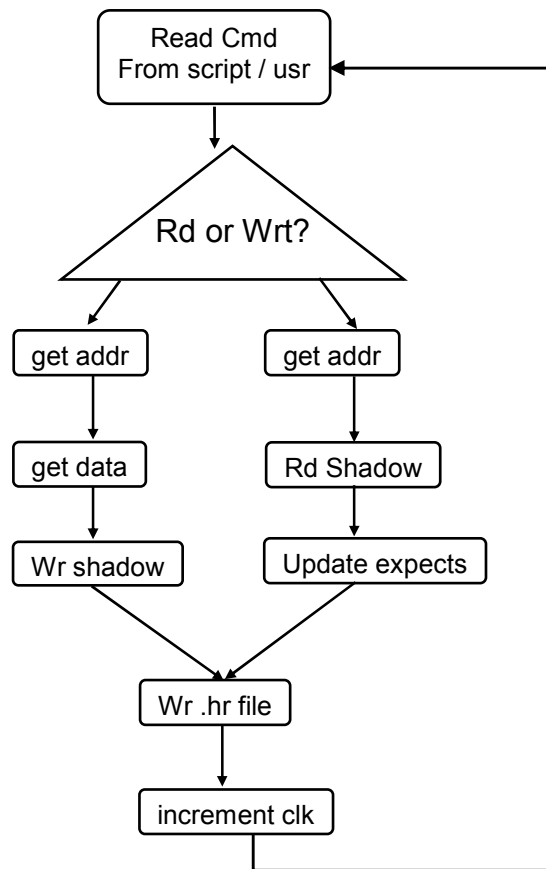 Read Cmd
From script / usr
Rd or Wrt?
get addr
get addr
get data
Rd Shadow
Wr shadow
Update expects
Wr .hr file
increment clk